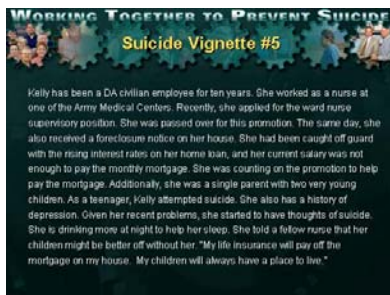 WORKING TOGETHER TO PREVENT SUICIDE
Suicide Vignette #5
Kelly has been a DA civilian employee for ten years. She worked as a nurse at
one of the Army Medical Centers. Recently, she applied for the ward nurse
supervisory position. She was passed over for this promotion. The same day, she
also received a foreclosure notice on her house. She had been caught off guard
with the rising interest rates on her home loan, and her current salary was not
enough to pay the monthly mortgage. She was counting on the promotion to help
pay the mortgage. Additionally, she was a single parent with two very young
children. As a teenager, Kelly attempted suicide. She also has a history of
depression. Given her recent problems, she started to have thoughts of suicide.
She is drinking more at night to help her sleep. She told a fellow nurse that her
children might be better off without her. "My life insurance will pay off the
mortgage on my house.  My children will always have a place to live."